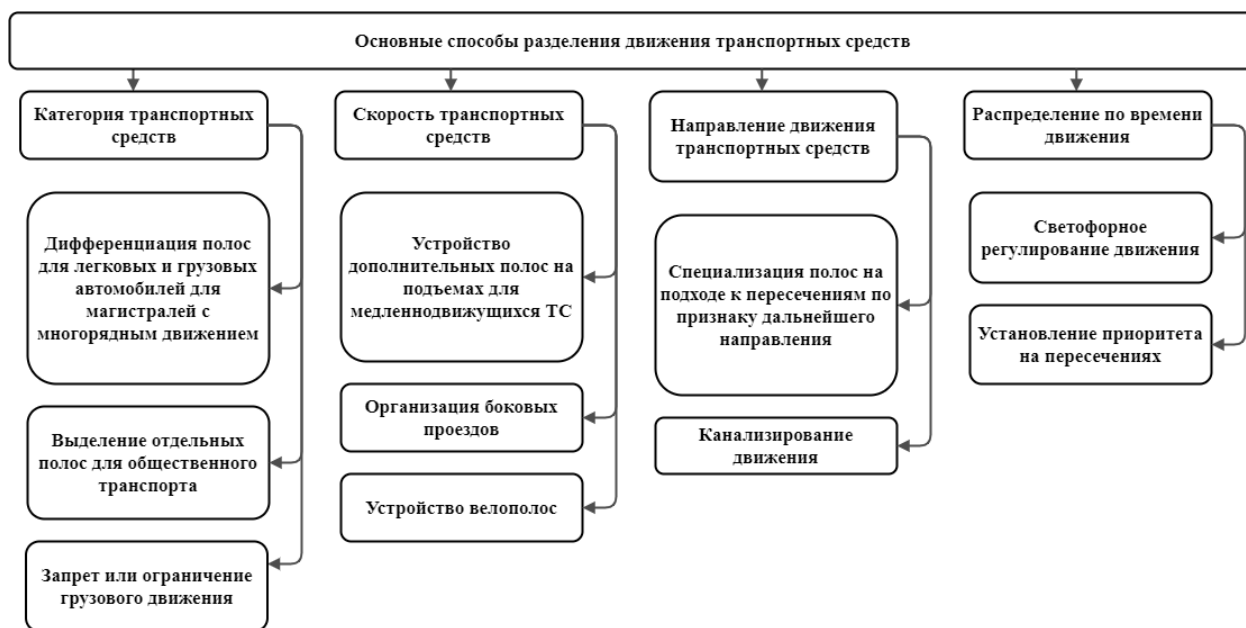 Основные способы разделения движения транспортных средств
Категория транспортных
средств
Дифференциация полос
для легковых и грузовых
автомобилей для
магистралей с
многорядным движением
Выделение отдельных
полос для общественного
транспорта
Запрет или ограничение
грузового движения
Скорость транспортных
средств
Устройство
дополнительных полос на
подъемах для
медленнодвижущихся ТС
Организация боковых
проездов
Устройство велополос
Направление движения
транспортных средств
Специализация полос на
подходе к пересечениям по
признаку дальнейшего
направления
Канализирование
движения
Распределение по времени
движения
Светофорное
регулирование движения
Установление приоритета
на пересечениях